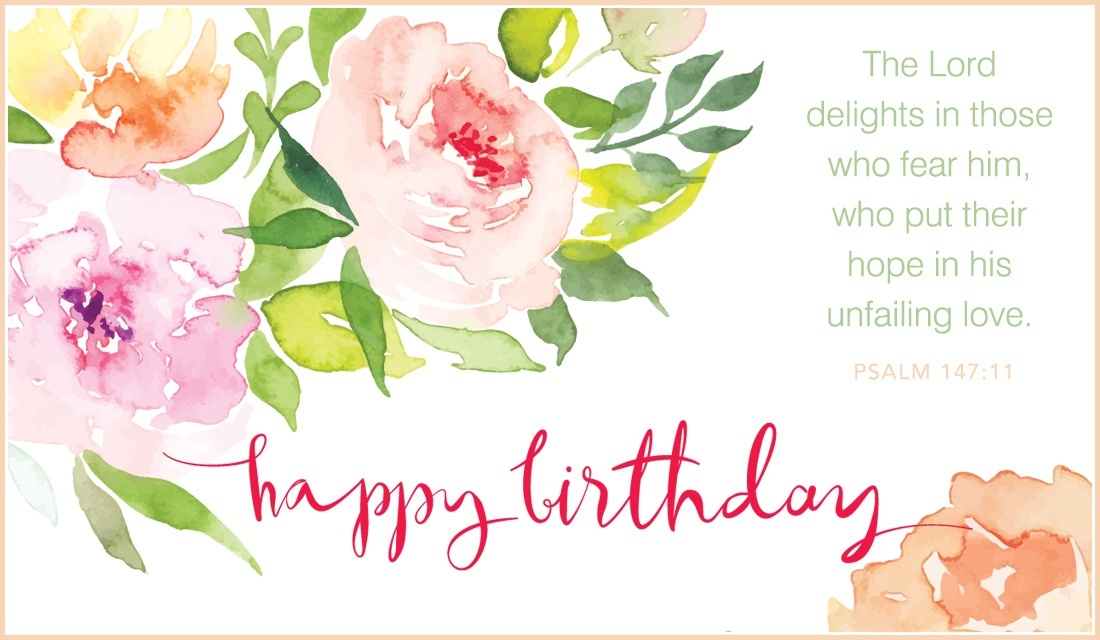 The Lord
delights in those
who fear him,
who put their
hope in his
unfailing love.
PSALM 147:11
happy birthday